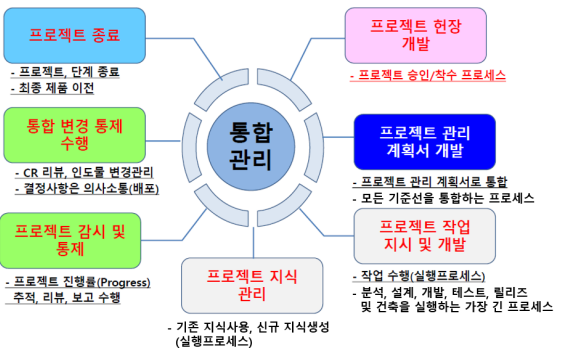 프로젝트 종료
- 프로젝트, 단계 종료
- 최종 제품 이전
프로젝트 헌장
개발
- 프로젝트 승인/착수 프로세스
통합 변경 통제
수행
- CR 리뷰, 인도물 변경관리
- 결정사항은 의사소통(배포)
통합
관리
프로젝트 관리
계획서 개발
- 프로젝트 관리 계획서로 통합
- 모든 기준선을 통합하는 프로세스
프로젝트 감시 및
통제
- 프로젝트 진행률(Progress)
추적, 리뷰, 보고 수행
프로젝트 지식
관리
- 기존 지식사용, 신규 지식생성
(실행프로세스)
프로젝트 작업
지시 및 개발
- 작업 수행(실행프로세스)
- 분석, 설계, 개발, 테스트, 릴리즈
및 건축을 실행하는 가장 긴 프로세스